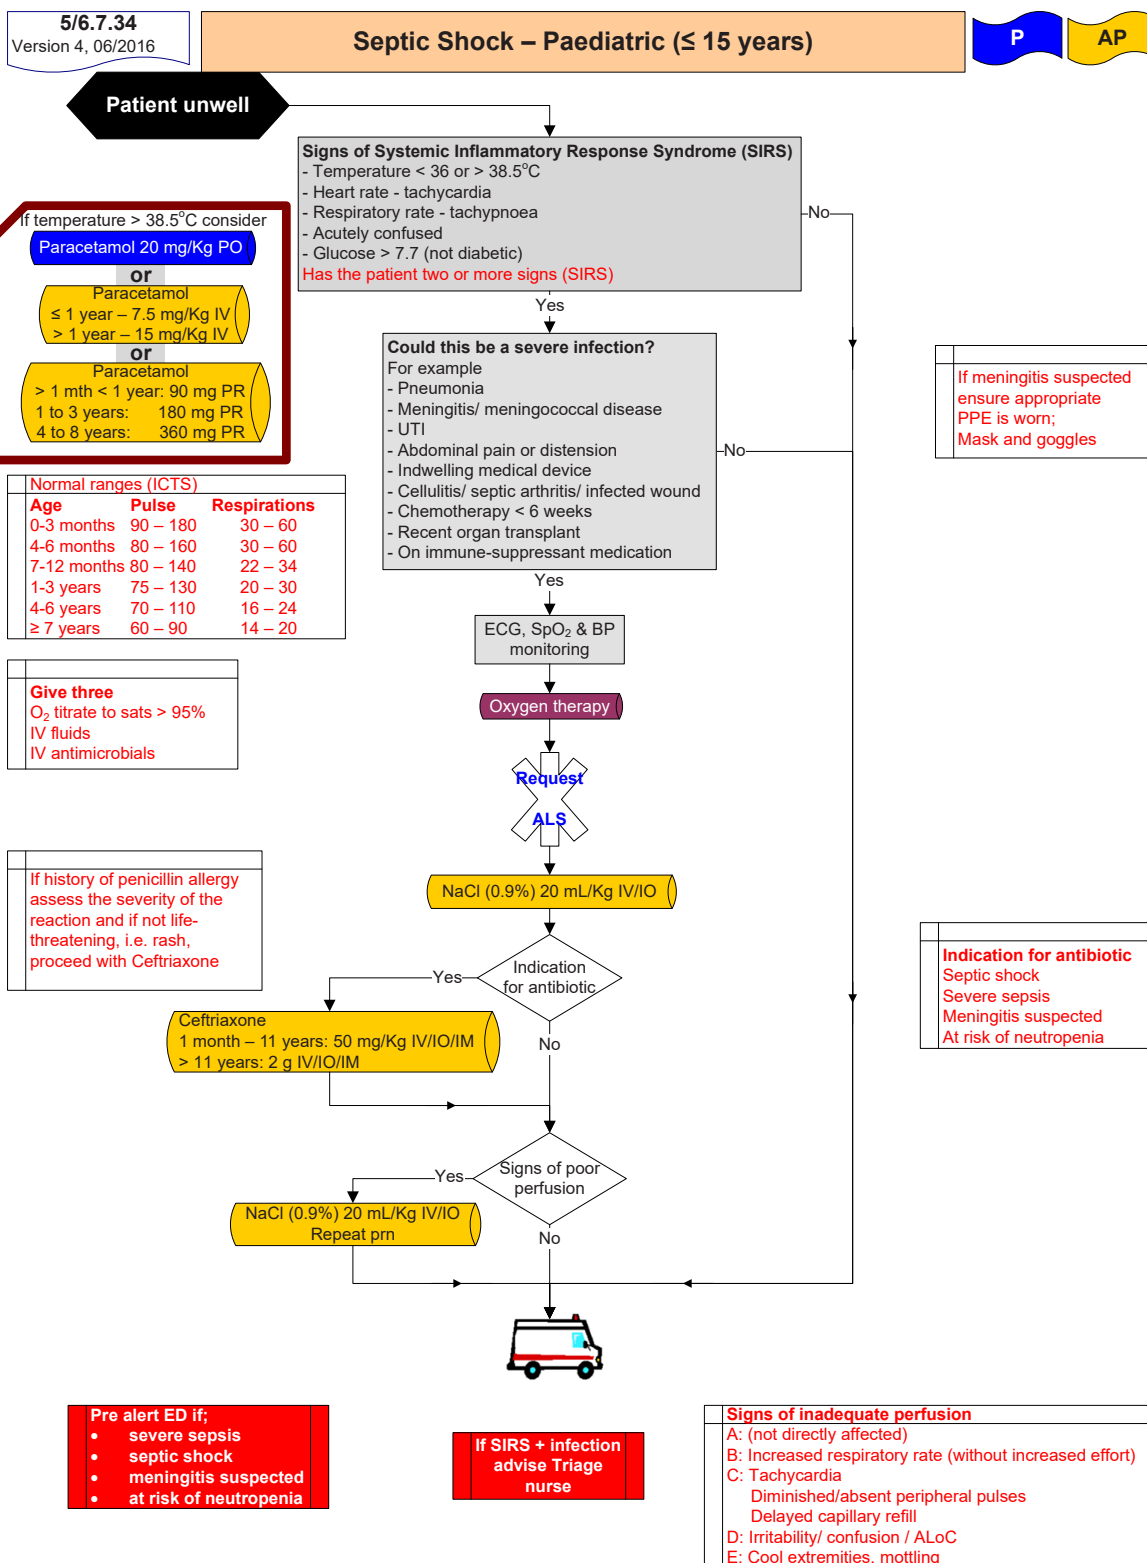 5/6.7.34
Version 4, 06/2016
Septic Shock – Paediatric (≤ 15 years)
P
AP
Patient unwell
Signs of Systemic Inflammatory Response Syndrome (SIRS)
- Temperature < 36 or > 38.5°C
- Heart rate - tachycardia
- Respiratory rate - tachypnoea
- Acutely confused
- Glucose > 7.7 (not diabetic)
Has the patient two or more signs (SIRS)
No
Yes
If temperature > 38.5°C consider
Paracetamol 20 mg/Kg PO
or
Paracetamol
≤ 1 year – 7.5 mg/Kg IV
> 1 year – 15 mg/Kg IV
or
Paracetamol
> 1 mth < 1 year: 90 mg PR
1 to 3 years: 180 mg PR
4 to 8 years: 360 mg PR
Could this be a severe infection?
For example
- Pneumonia
- Meningitis/ meningococcal disease
- UTI
- Abdominal pain or distension
- Indwelling medical device
- Cellulitis/ septic arthritis/ infected wound
- Chemotherapy < 6 weeks
- Recent organ transplant
- On immune-suppressant medication
No
Yes
If meningitis suspected
ensure appropriate
PPE is worn;
Mask and goggles
Normal ranges (ICTS)
Age Pulse Respirations
0-3 months 90 – 180 30 – 60
4-6 months 80 – 160 30 – 60
7-12 months 80 – 140 22 – 34
1-3 years 75 – 130 20 – 30
4-6 years 70 – 110 16 – 24
≥ 7 years 60 – 90 14 – 20
ECG, SpO₂ & BP
monitoring
Give three
O₂ titrate to sats > 95%
IV fluids
IV antimicrobials
Oxygen therapy
Request
ALS
NaCl (0.9%) 20 mL/Kg IV/IO
If history of penicillin allergy
assess the severity of the
reaction and if not life-
threatening, i.e. rash,
proceed with Ceftriaxone
Indication
for antibiotic
Yes
No
Indication for antibiotic
Septic shock
Severe sepsis
Meningitis suspected
At risk of neutropenia
Ceftriaxone
1 month – 11 years: 50 mg/Kg IV/IO/IM
> 11 years: 2 g IV/IO/IM
Signs of poor
perfusion
Yes
No
NaCl (0.9%) 20 mL/Kg IV/IO
Repeat prn
Pre alert ED if;
• severe sepsis
• septic shock
• meningitis suspected
• at risk of neutropenia
If SIRS + infection
advise Triage
nurse
Signs of inadequate perfusion
A: (not directly affected)
B: Increased respiratory rate (without increased effort)
C: Tachycardia
Diminished/absent peripheral pulses
Delayed capillary refill
D: Irritability/ confusion / ALoC
E: Cool extremities, mottling